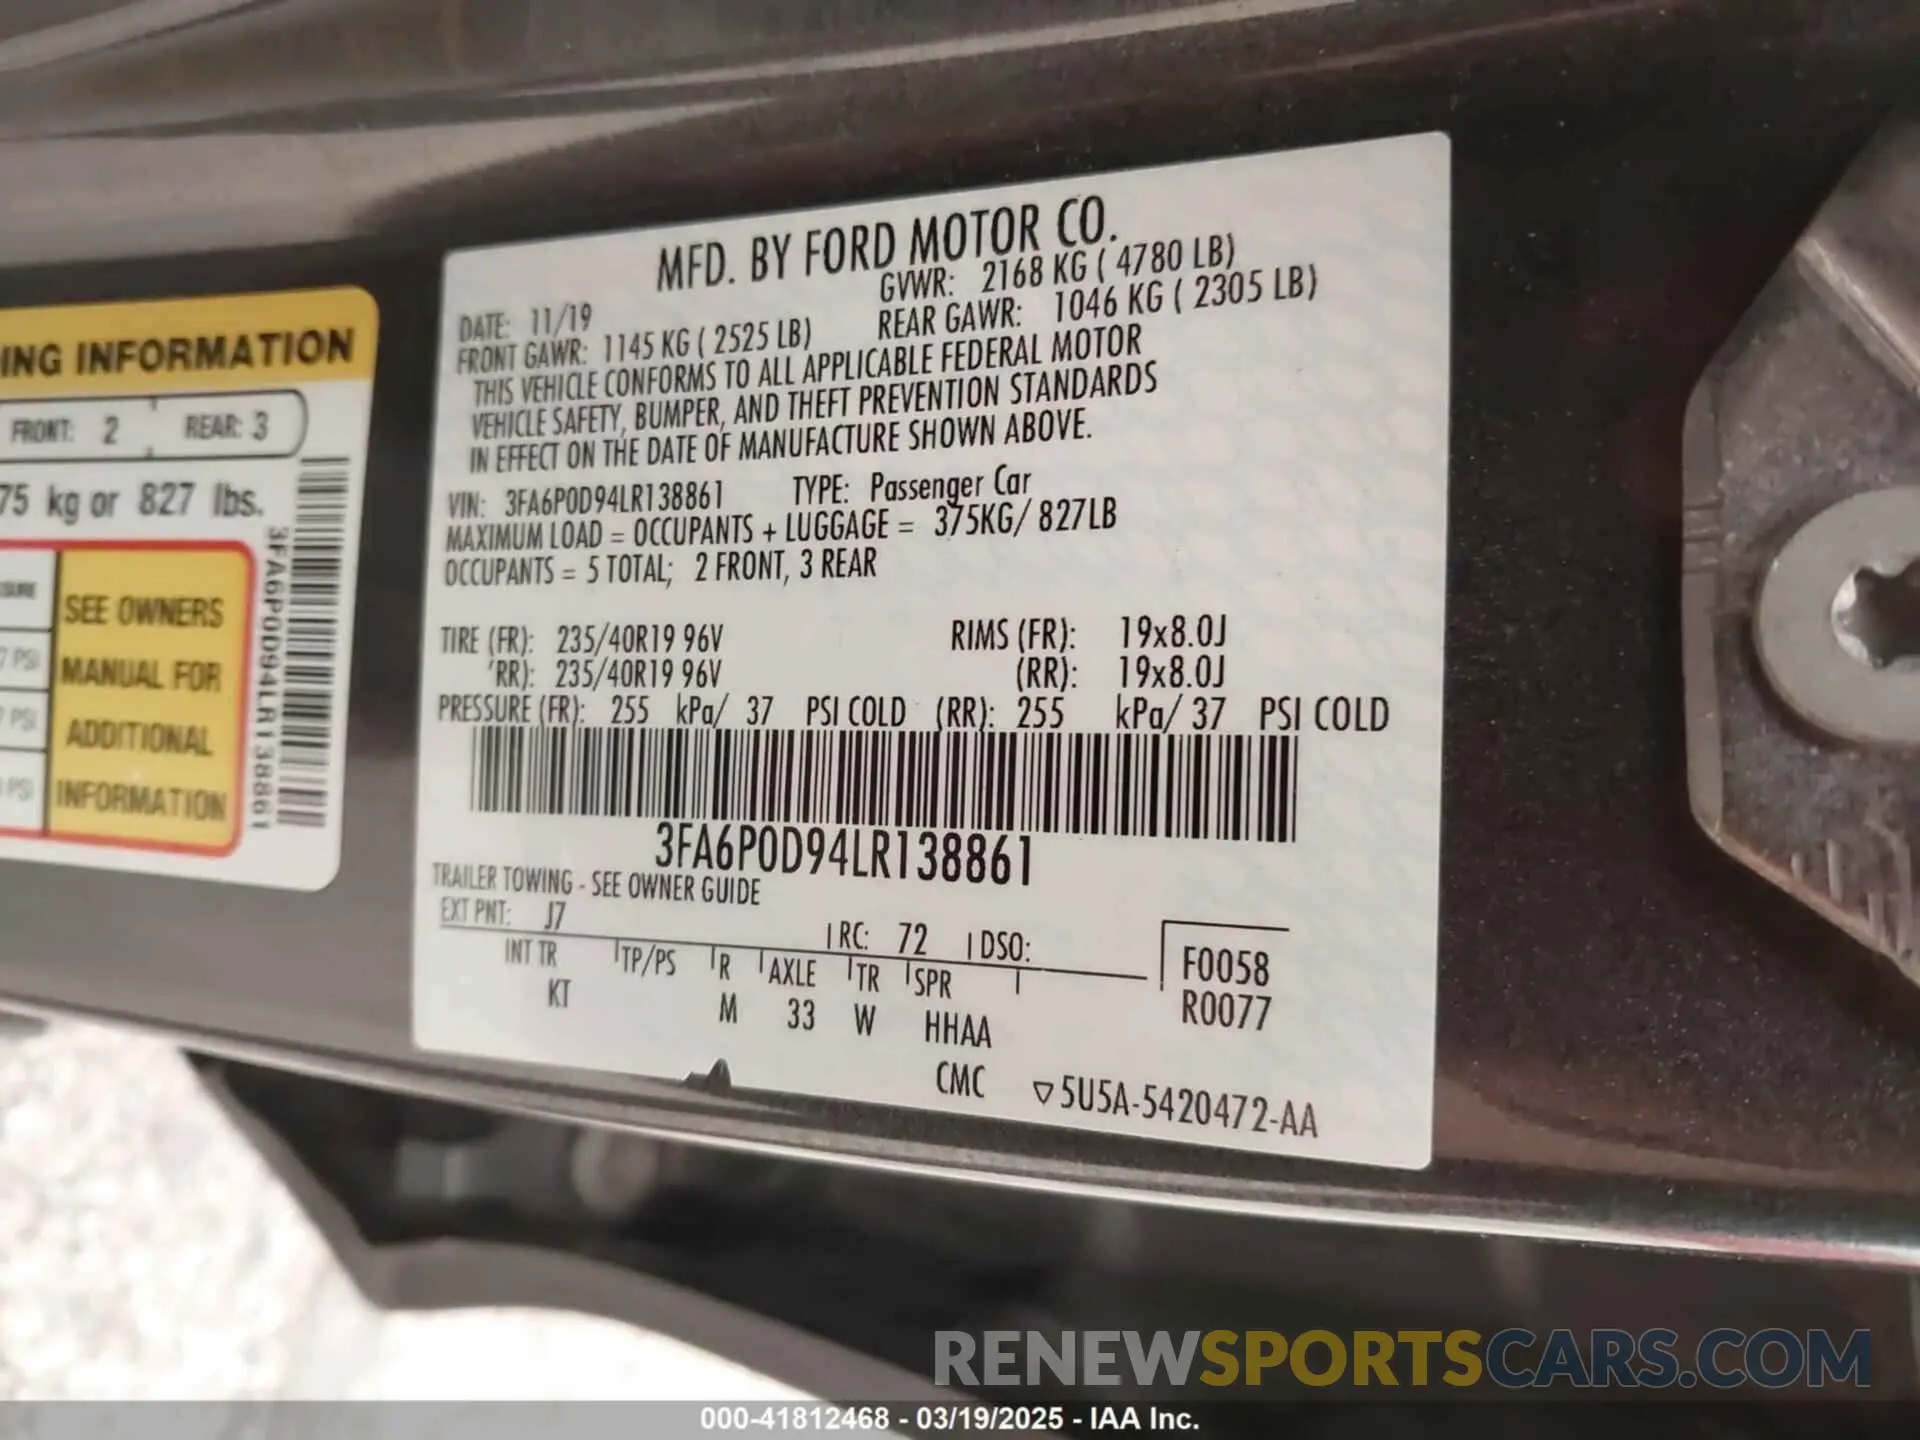 MFD. BY FORD MOTOR CO.
DATE: 11/19
GVWR: 2168 KG ( 4780 LB)
FRONT GAWR: 1145 KG ( 2525 LB)
REAR GAWR: 1046 KG ( 2305 LB)
THIS VEHICLE CONFORMS TO ALL APPLICABLE FEDERAL MOTOR
VEHICLE SAFETY, BUMPER, AND THEFT PREVENTION STANDARDS
IN EFFECT ON THE DATE OF MANUFACTURE SHOWN ABOVE.
VIN: 3FA6P0D94LR138861 TYPE: Passenger Car
MAXIMUM LOAD = OCCUPANTS + LUGGAGE = 375KG/ 827LB
OCCUPANTS = 5 TOTAL; 2 FRONT, 3 REAR
TIRE (FR): 235/40R19 96V RIMS (FR): 19x8.0J
(RR): 235/40R19 96V (RR): 19x8.0J
PRESSURE (FR): 255 kPa/ 37 PSI COLD (RR): 255 kPa/ 37 PSI COLD
3FA6P0D94LR138861
TRAILER TOWING - SEE OWNER GUIDE
EXT PNT: J7 RC: 72 DSO:
INT TR TP/PS R AXLE TR SPR
KT M 33 W HHAA
F0058
R0077
CMC ▽5U5A-5420472-AA
ING INFORMATION
FRONT: 2 REAR: 3
75 kg or 827 lbs.
SEE OWNERS
MANUAL FOR
ADDITIONAL
INFORMATION
7 PSI
7 PSI
PSI
3FA6P0D94LR138861
RENEWSPORTSCARS.COM
000-41812468 - 03/19/2025 - IAA Inc.